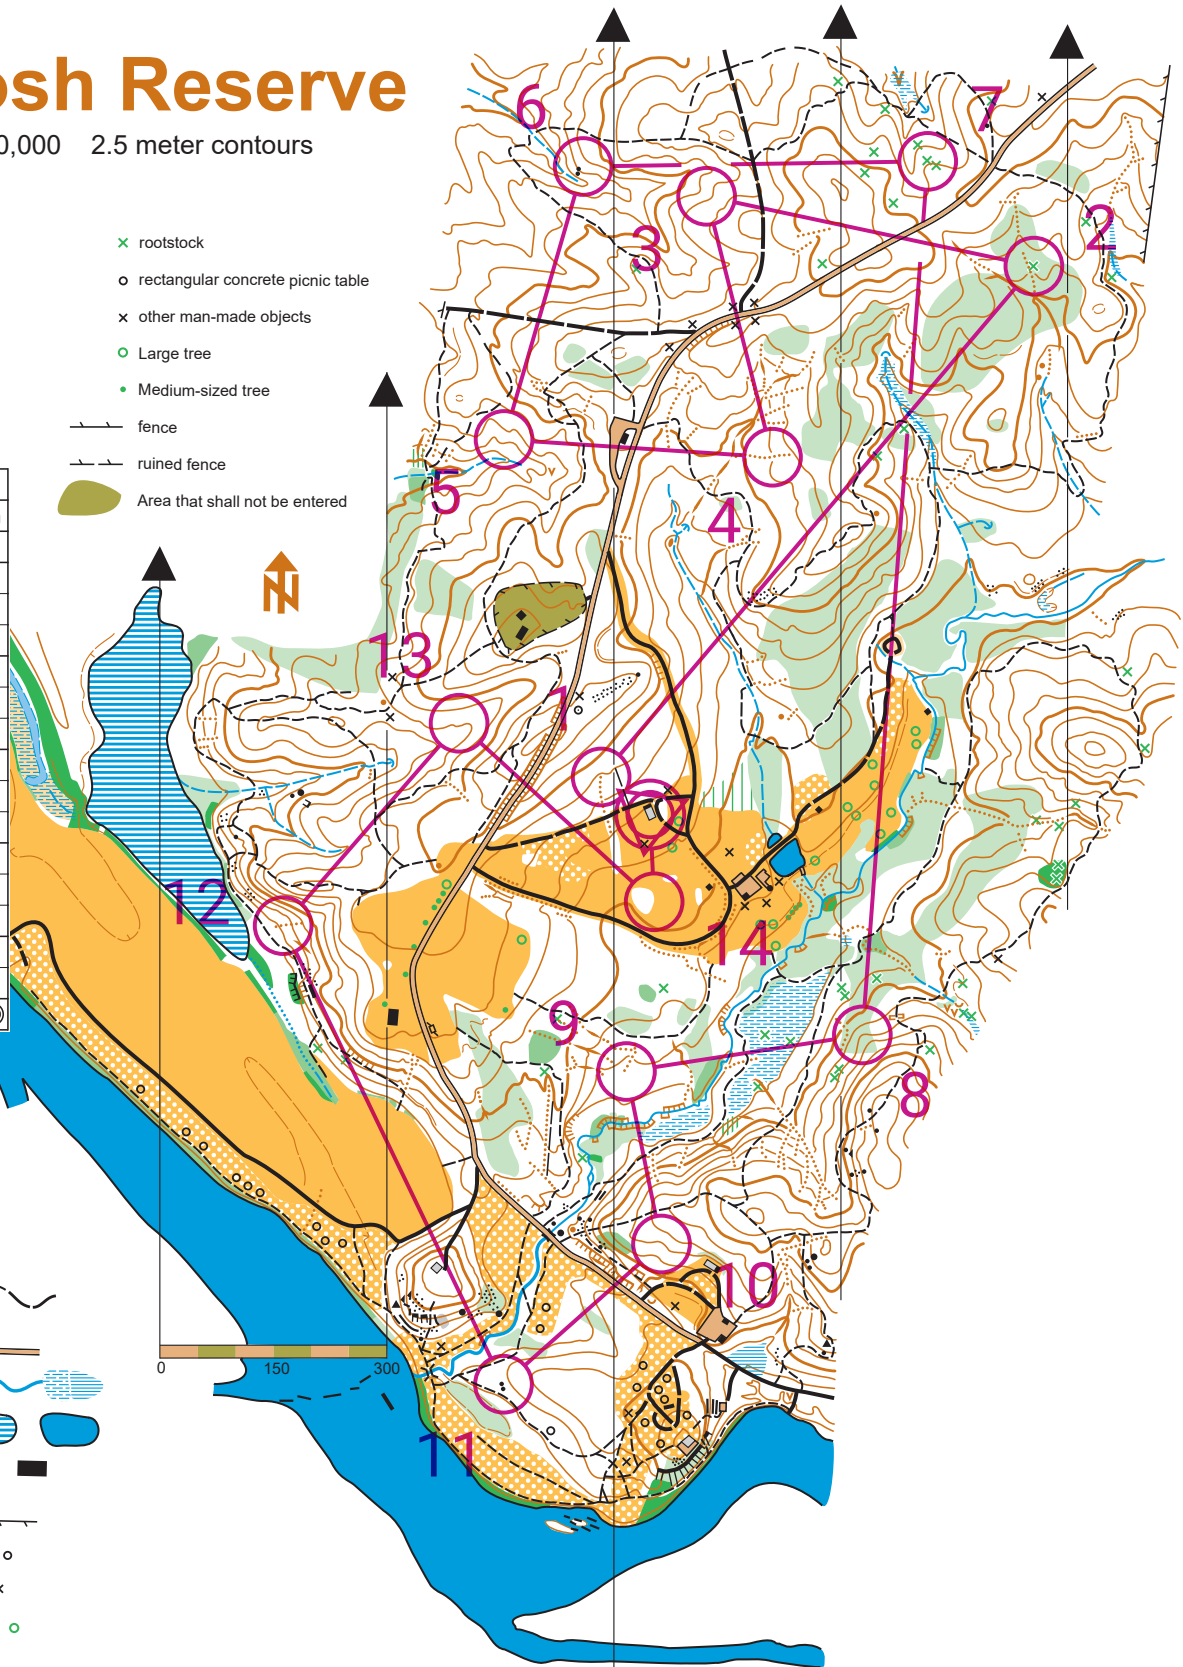 osh Reserve
0,000 2.5 meter contours
rootstock
rectangular concrete picnic table
other man-made objects
Large tree
Medium-sized tree
fence
ruined fence
Area that shall not be entered
N
6
7
2
3
5
4
13
1
12
14
9
8
10
11
0 150 300